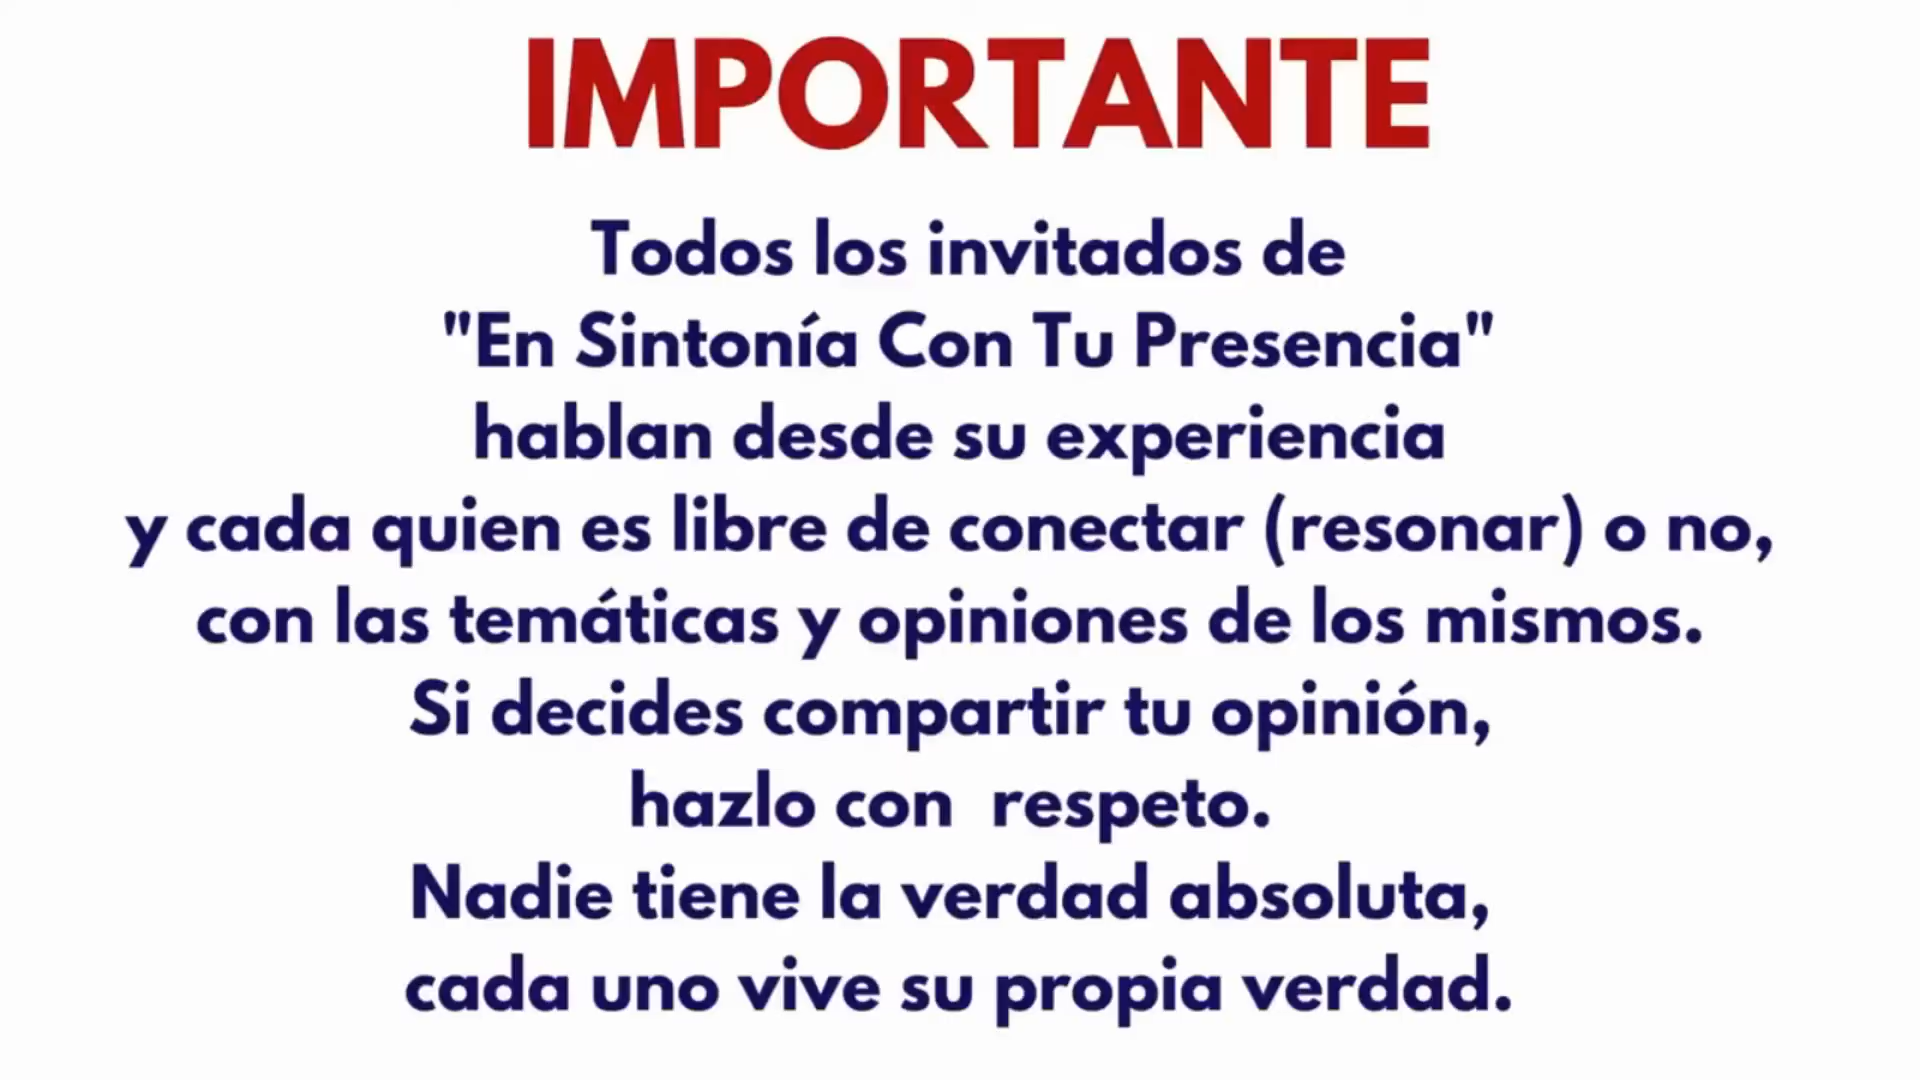 IMPORTANTE
Todos los invitados de
"En Sintonía Con Tu Presencia"
hablan desde su experiencia
y cada quien es libre de conectar (resonar) o no,
con las temáticas y opiniones de los mismos.
Si decides compartir tu opinión,
hazlo con  respeto.
Nadie tiene la verdad absoluta,
cada uno vive su propia verdad.